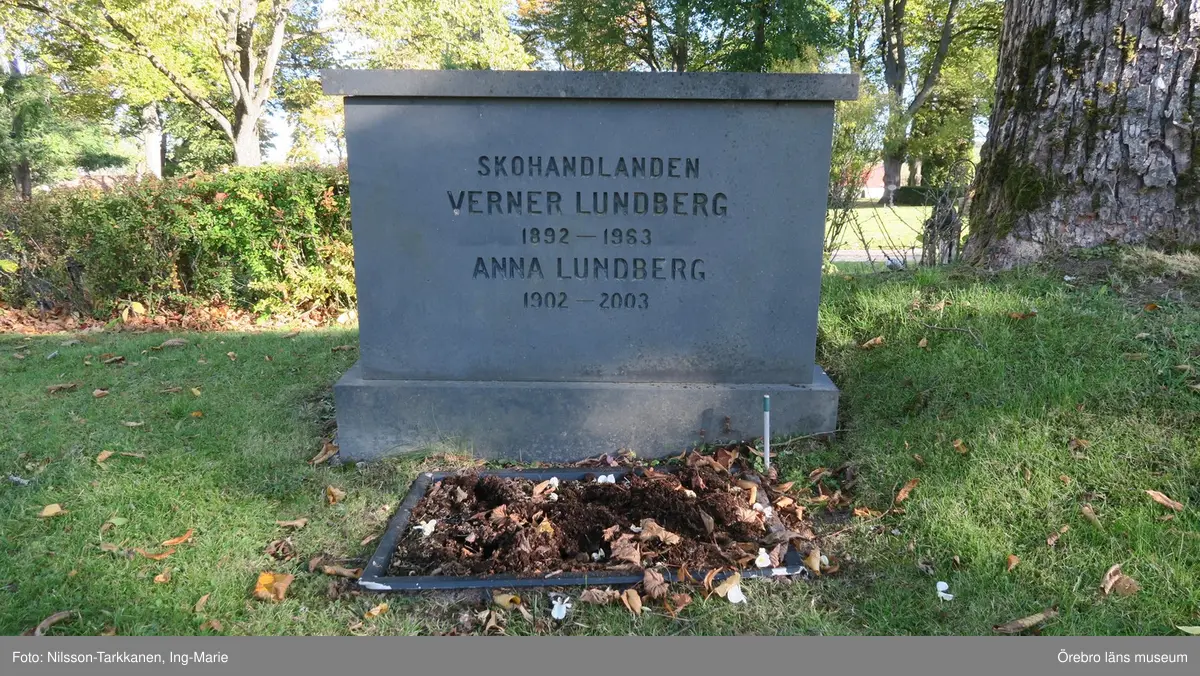 SKOHANDLANDEN
VERNER LUNDBERG
1892 — 1963
ANNA LUNDBERG
1902 — 2003
Foto: Nilsson-Tarkkanen, Ing-Marie
Örebro läns museum